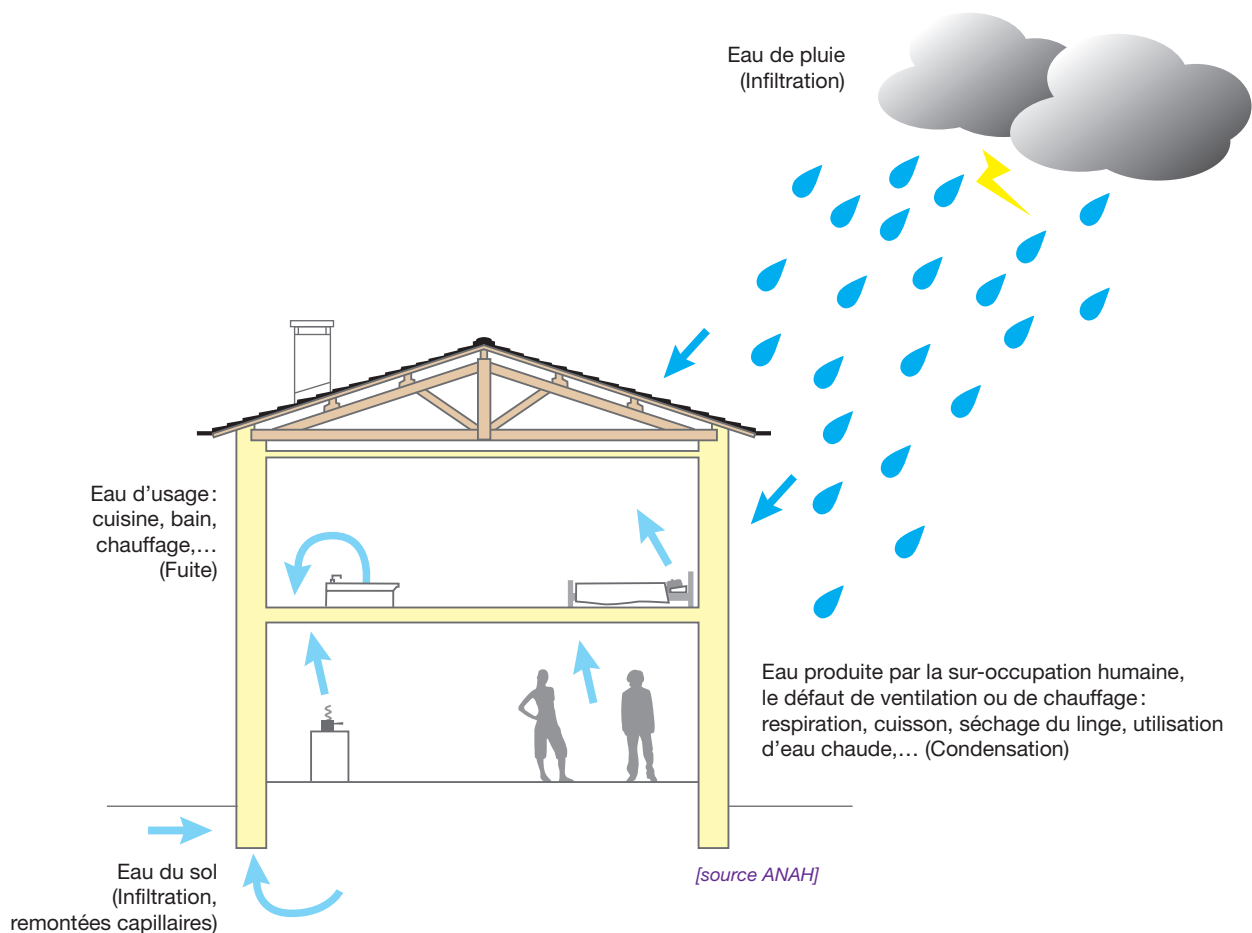 Eau de pluie
(Infiltration)
Eau d’usage :
cuisine, bain,
chauffage,…
(Fuite)
Eau produite par la sur-occupation humaine,
le défaut de ventilation ou de chauffage :
respiration, cuisson, séchage du linge, utilisation
d’eau chaude,… (Condensation)
Eau du sol
(Infiltration,
remontées capillaires)
[source ANAH]